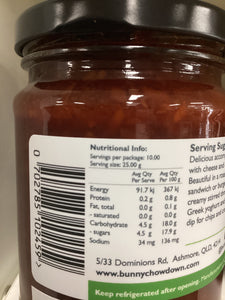 Nutritional Info:
Servings per package: 10.00
Serving size: 25.00 g
Avg Qty Avg Qty
Per Serve Per 100 g
Energy 91.7 kj 367 kJ
Protein 0.2 g 0.8 g
Fat, total 0.0 g 0.1 g
- saturated 0.0 g 0.0 g
Carbohydrate 4.5 g 18.0 g
- sugars 4.5 g 17.9 g
Sodium 34 mg 136 mg
Serving Sug
Delicious accom
with cheese and
Beautiful in a
sandwich or
creamy stirred
Greek yoghurt
dip for chips and
5/33 Dominions Rd, Ashmore, QLD 4214
www.bunnychowdown.com
Keep refrigerated after opening.